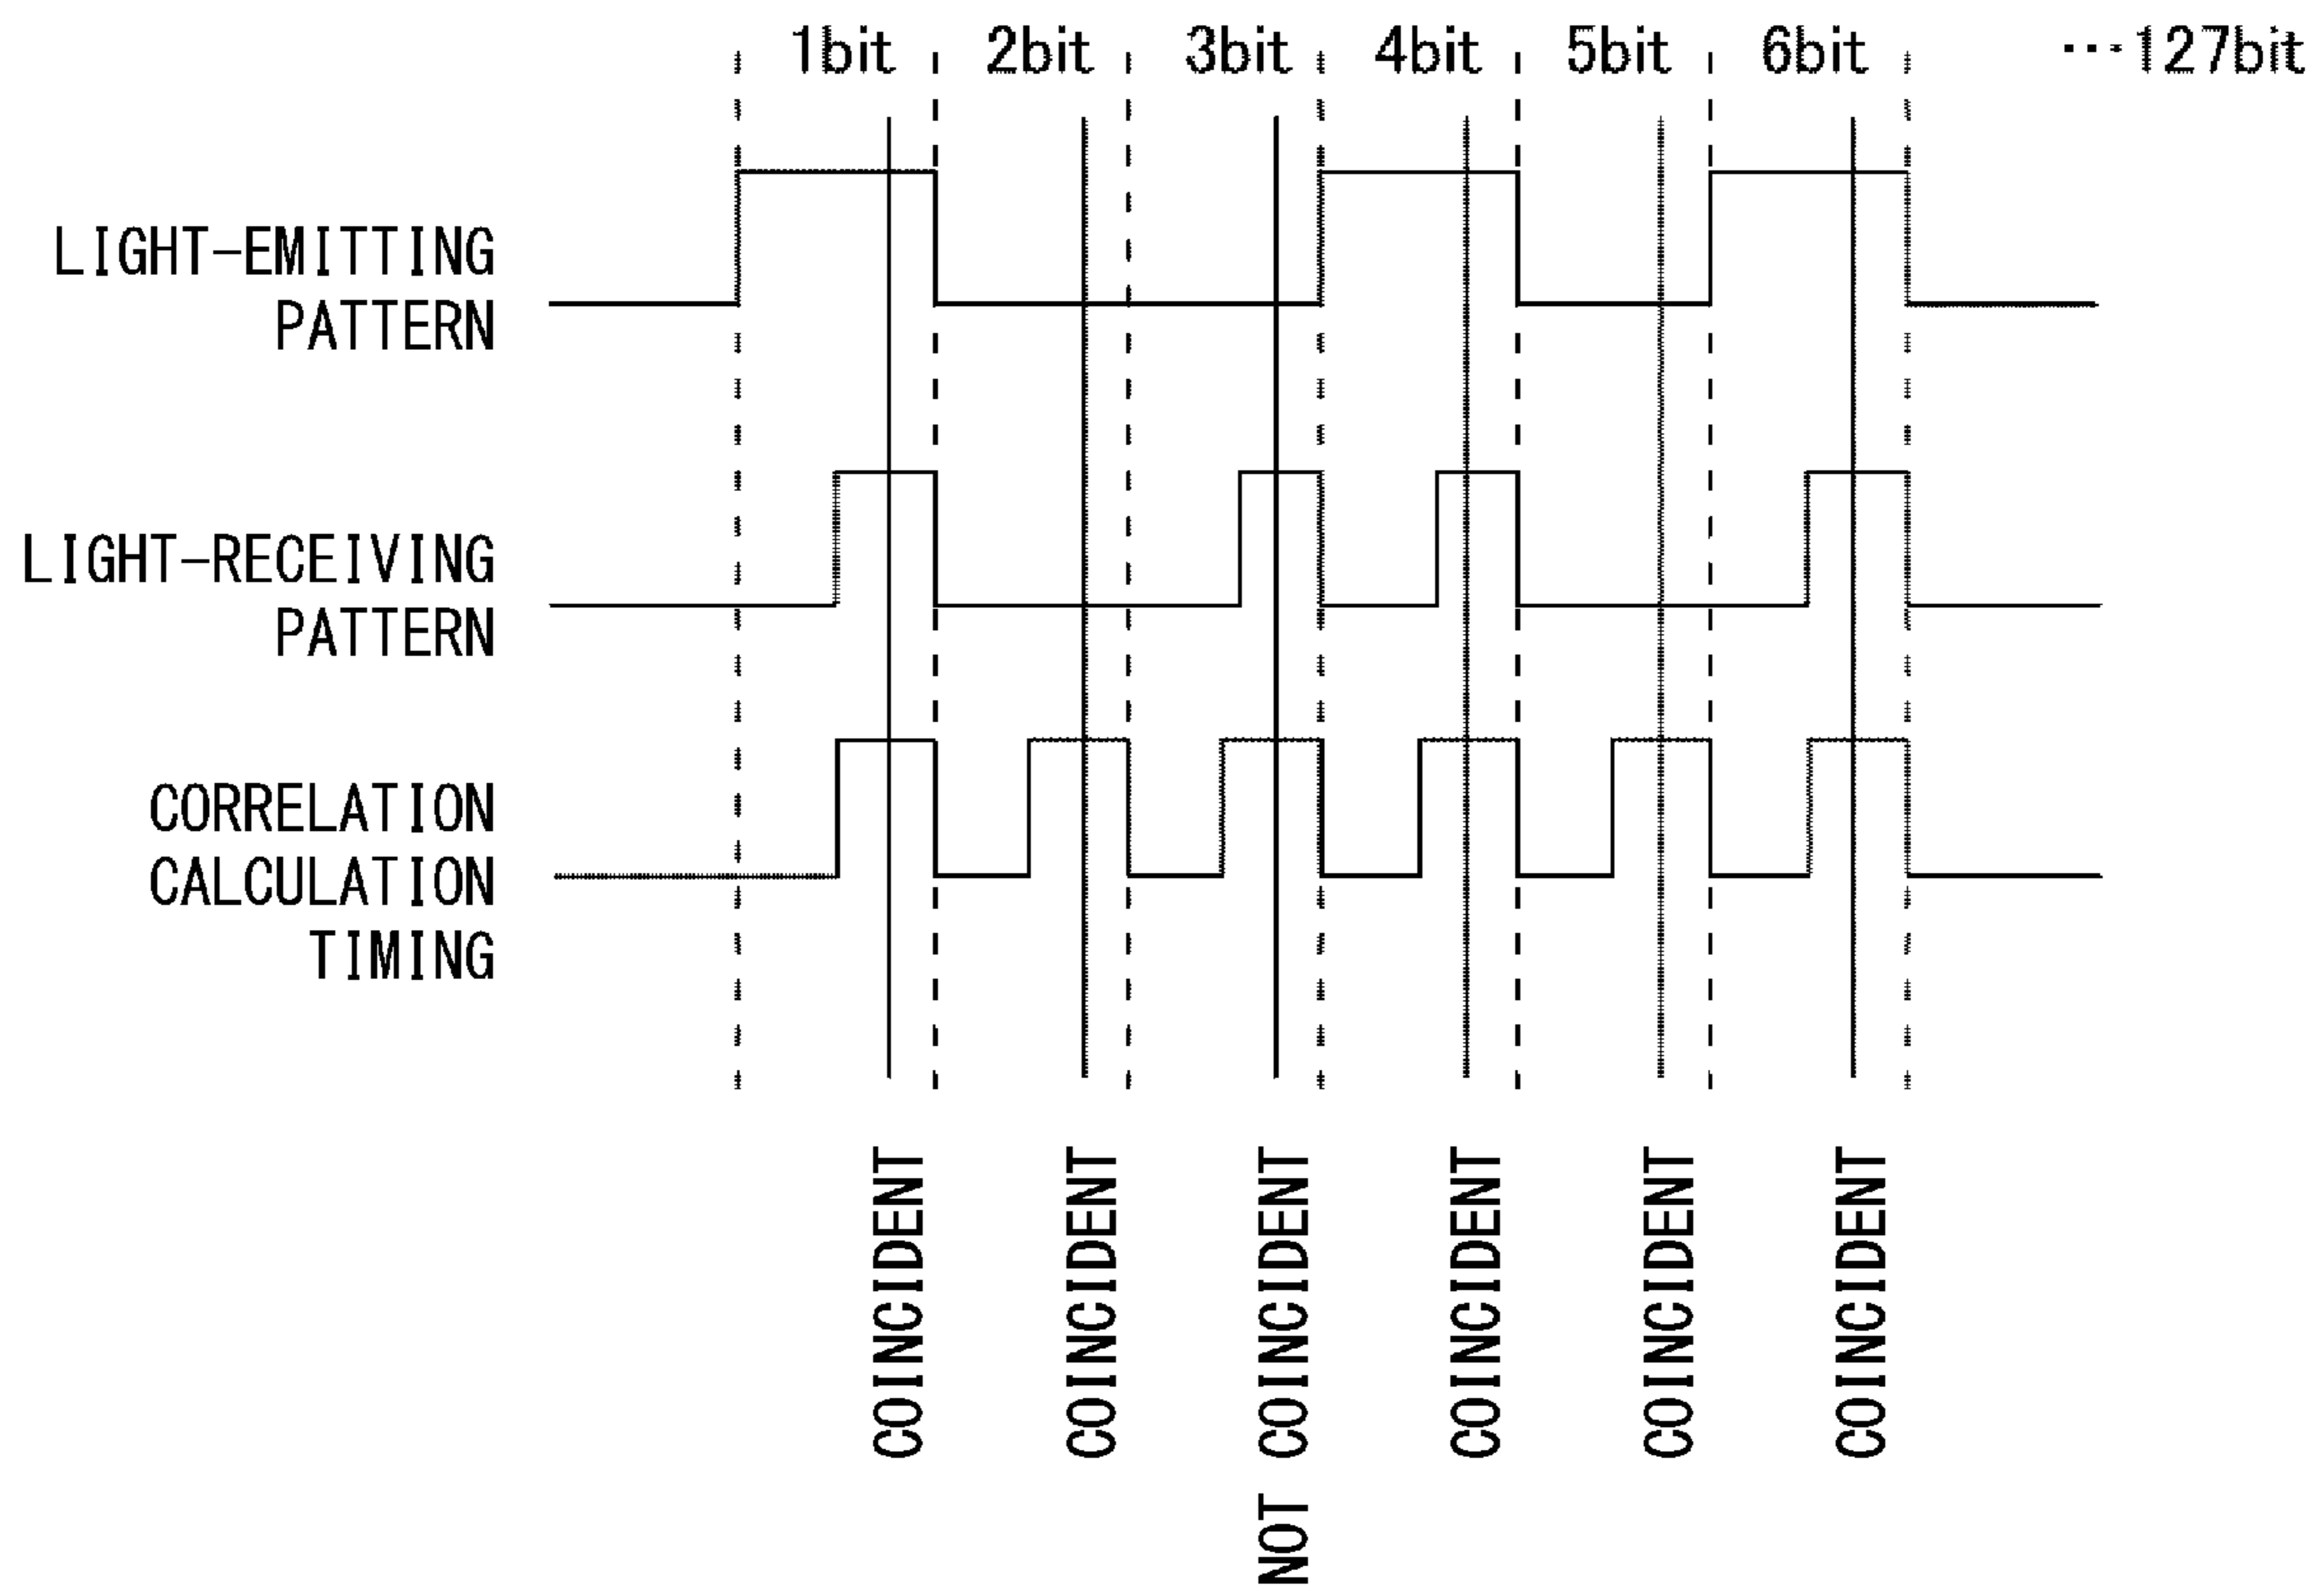 1bit 2bit 3bit 4bit 5bit 6bit ···127bit
LIGHT-EMITTING
PATTERN
LIGHT-RECEIVING
PATTERN
CORRELATION
CALCULATION
TIMING
COINCIDENT
COINCIDENT
NOT COINCIDENT
COINCIDENT
COINCIDENT
COINCIDENT